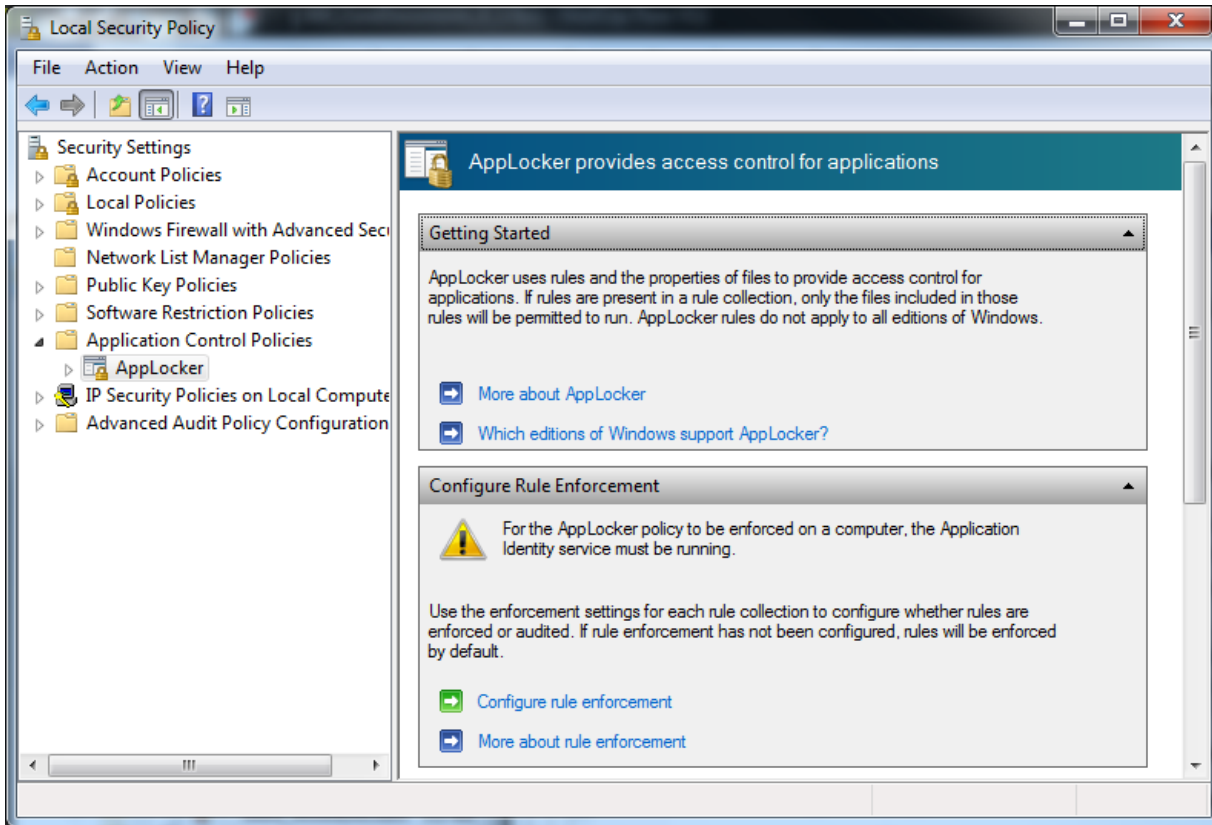 Local Security Policy
File Action View Help
Security Settings
Account Policies
Local Policies
Windows Firewall with Advanced Secu
Network List Manager Policies
Public Key Policies
Software Restriction Policies
Application Control Policies
AppLocker
IP Security Policies on Local Compute
Advanced Audit Policy Configuration
AppLocker provides access control for applications
Getting Started
AppLocker uses rules and the properties of files to provide access control for
applications. If rules are present in a rule collection, only the files included in those
rules will be permitted to run. AppLocker rules do not apply to all editions of Windows.
More about AppLocker
Which editions of Windows support AppLocker?
Configure Rule Enforcement
For the AppLocker policy to be enforced on a computer, the Application
Identity service must be running.
Use the enforcement settings for each rule collection to configure whether rules are
enforced or audited. If rule enforcement has not been configured, rules will be enforced
by default.
Configure rule enforcement
More about rule enforcement